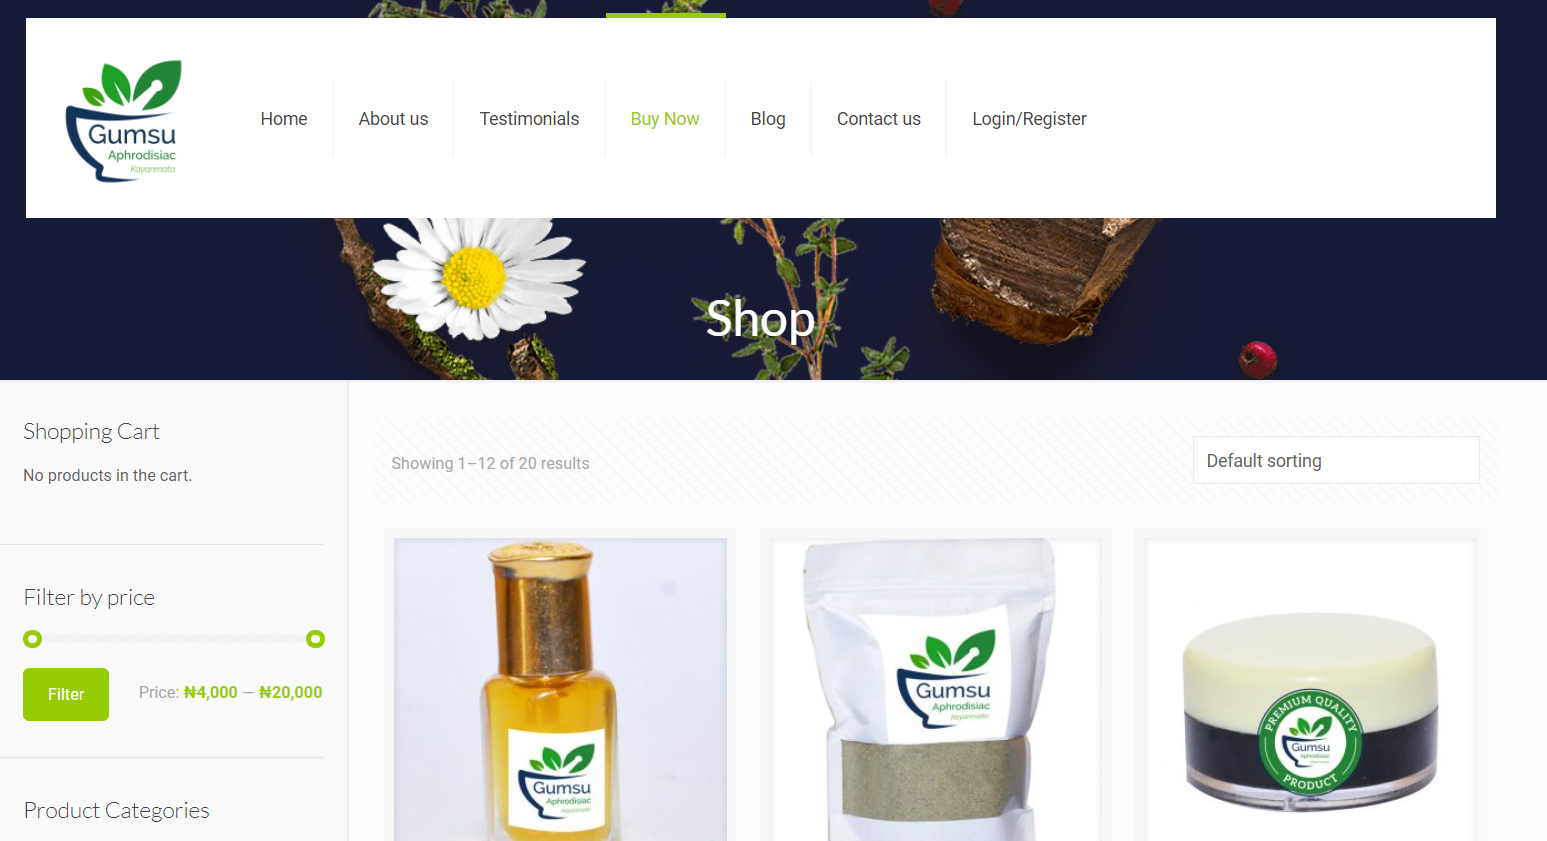 Gumsu
Aphrodisiac
Kayanmata
Home
About us
Testimonials
Buy Now
Blog
Contact us
Login/Register
Shop
Shopping Cart
No products in the cart.
Filter by price
Filter
Price: ₦4,000 — ₦20,000
Product Categories
Showing 1–12 of 20 results
Default sorting
Gumsu
Aphrodisiac
Kayanmata
Gumsu
Aphrodisiac
Kayanmata
PREMIUM QUALITY
Gumsu
Aphrodisiac
PRODUCT